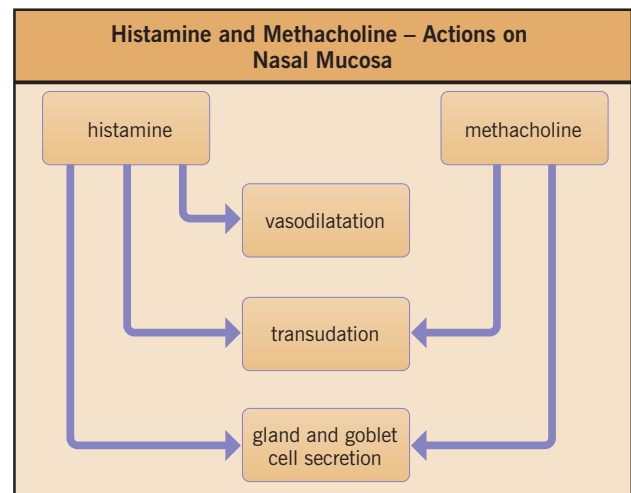 Histamine and Methacholine – Actions on
Nasal Mucosa
histamine
methacholine
vasodilatation
transudation
gland and goblet
cell secretion